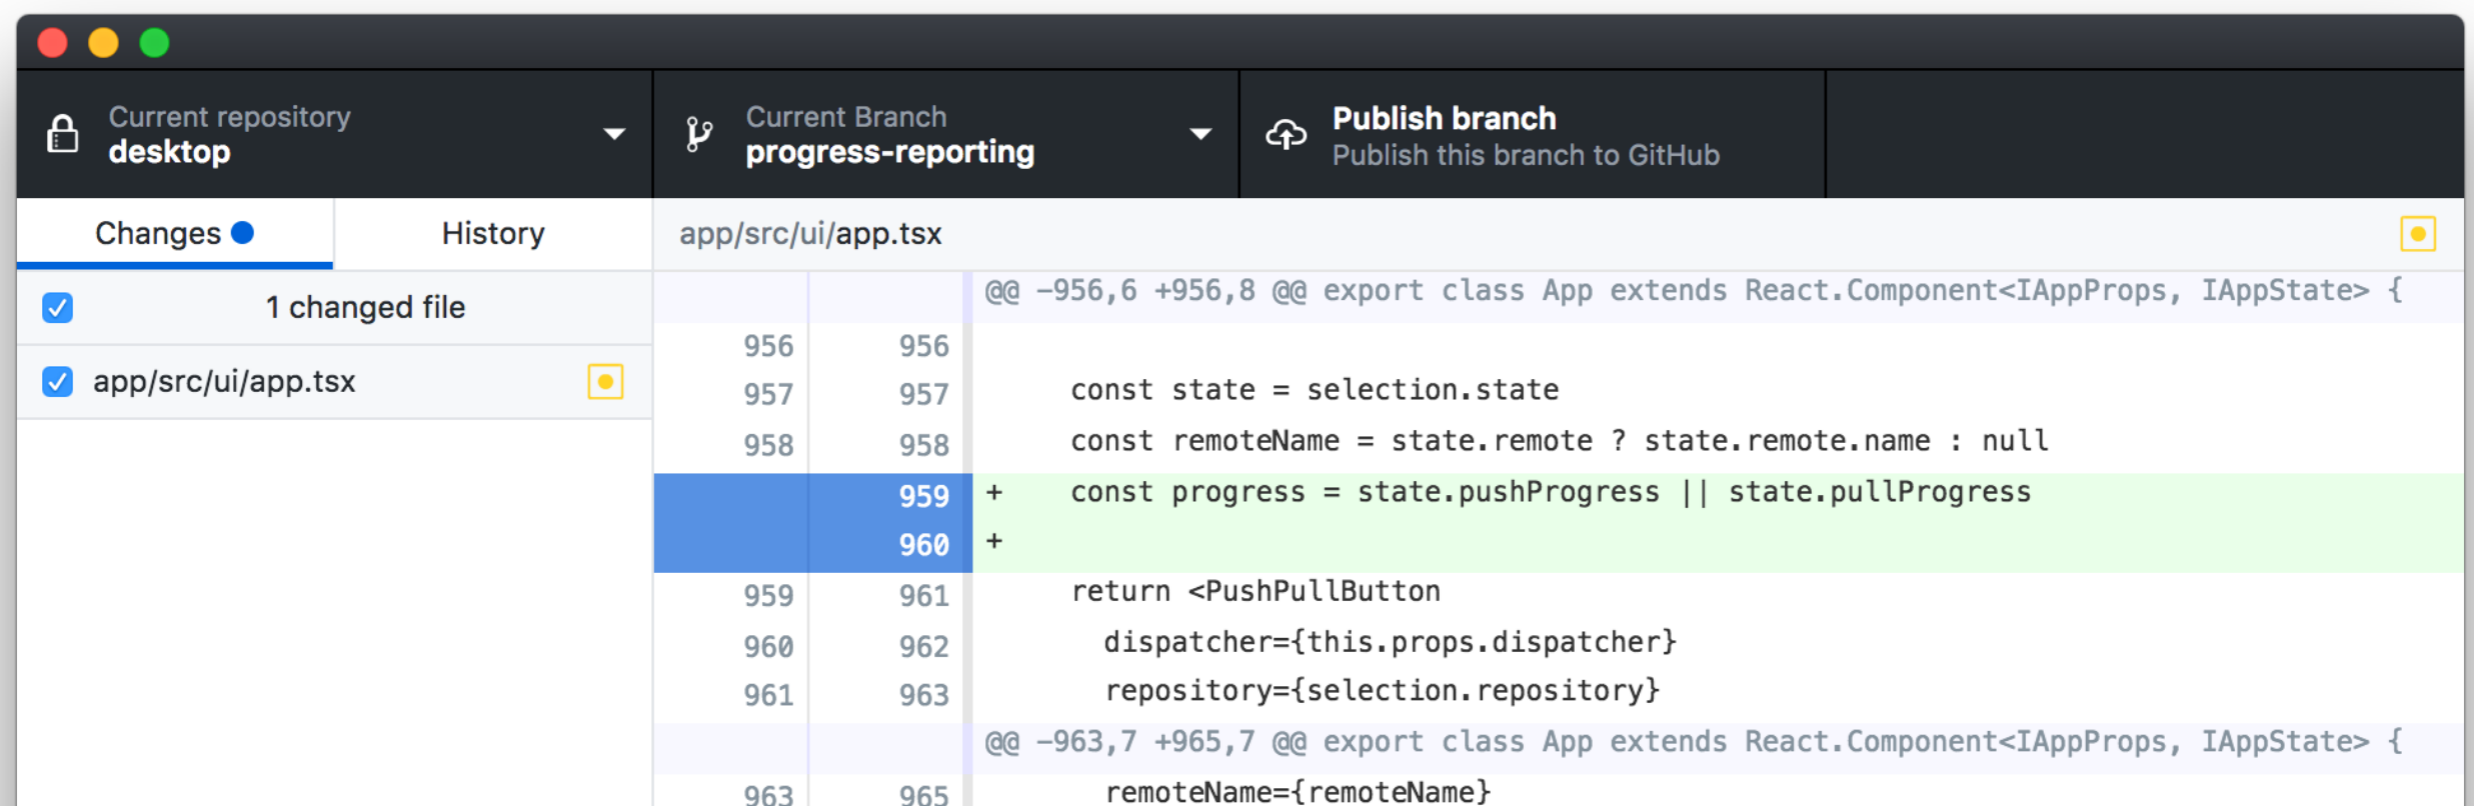 Current repository
desktop
Current Branch
progress-reporting
Publish branch
Publish this branch to GitHub
Changes
History
1 changed file
app/src/ui/app.tsx
app/src/ui/app.tsx
@@ -956,6 +956,8 @@ export class App extends React.Component<IAppProps, IAppState> {
956 956
957 957 const state = selection.state
958 958 const remoteName = state.remote ? state.remote.name : null
959 + const progress = state.pushProgress || state.pullProgress
960 +
959 961 return <PushPullButton
960 962 dispatcher={this.props.dispatcher}
961 963 repository={selection.repository}
@@ -963,7 +965,7 @@ export class App extends React.Component<IAppProps, IAppState> {
963 965 remoteName={remoteName}